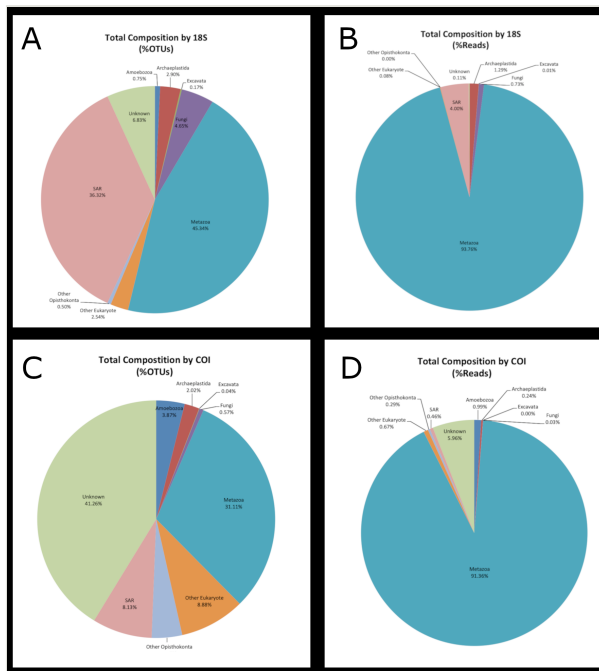 A
Total Composition by 18S
(%OTUs)
Amoebozoa
0.75%
Archaeplastida
2.90%
Excavata
0.17%
Fungi
4.65%
Metazoa
45.34%
Other Eukaryote
2.54%
Other
Opisthokonta
0.50%
SAR
36.32%
Unknown
6.83%
B
Total Composition by 18S
(%Reads)
Other Opisthokonta
0.00%
Other Eukaryote
0.08%
Unknown
0.11%
Archaeplastida
1.29%
Excavata
0.01%
Fungi
0.73%
SAR
4.00%
Metazoa
93.76%
C
Total Compostition by COI
(%OTUs)
Amoebozoa
3.87%
Archaeplastida
2.02%
Excavata
0.04%
Fungi
0.57%
Metazoa
31.11%
Other Eukaryote
8.88%
Other Opisthokonta
SAR
8.13%
Unknown
41.26%
D
Total Composition by COI
(%Reads)
Other Opisthokonta
0.29%
Other Eukaryote
0.67%
SAR
0.46%
Unknown
5.96%
Amoebozoa
0.99%
Archaeplastida
0.24%
Excavata
0.00%
Fungi
0.03%
Metazoa
91.36%